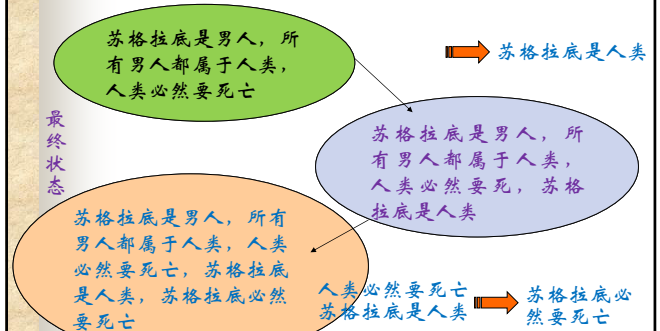 苏格拉底是男人，所
有男人都属于人类，
人类必然要死亡
苏格拉底是人类
最终状态
苏格拉底是男人，所
有男人都属于人类，
人类必然要死，苏格
拉底是人类
苏格拉底是男人，所有
男人都属于人类，人类
必然要死亡，苏格拉底
是人类，苏格拉底必然
要死亡
人类必然要死亡
苏格拉底是人类
苏格拉底必
然要死亡